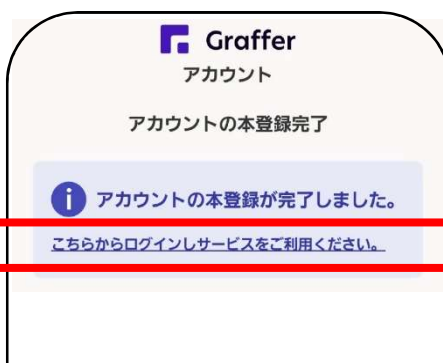 Graffer
アカウント
アカウントの本登録完了
アカウントの本登録が完了しました。
こちらからログインしサービスをご利用ください。